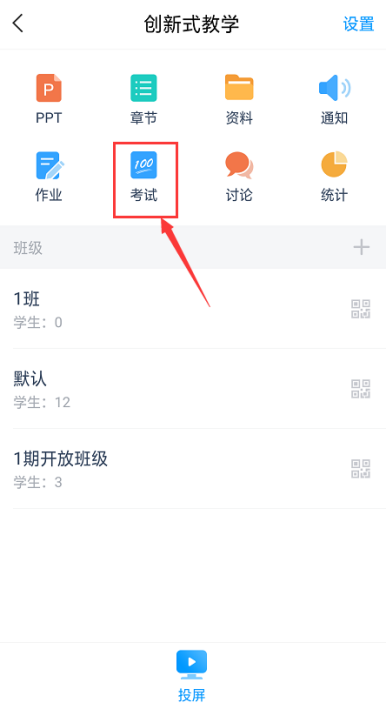 创新式教学 设置
P
PPT 章节 资料 通知
100
作业 考试 讨论 统计
班级
1班
学生：0
默认
学生：12
1期开放班级
学生：3
投屏